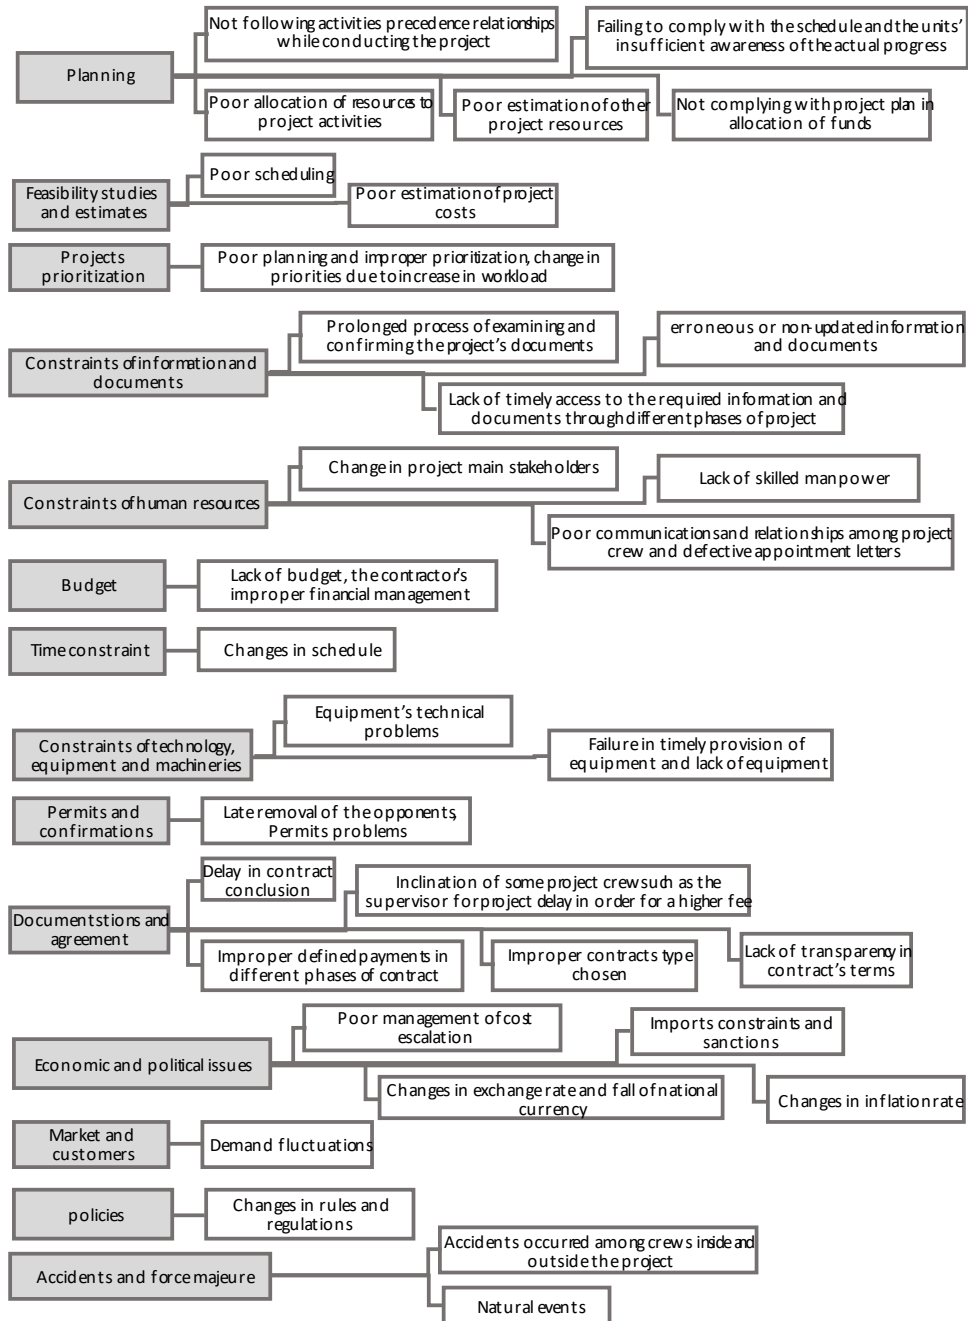 Not following activities precedence relationships
while conducting the project
Failing to comply with the schedule and the units'
insufficient awareness of the actual progress
Planning
Poor allocation of resources to
project activities
Poor estimation of other
project resources
Not complying with project plan in
allocation of funds
Poor scheduling
Feasibility studies
and estimates
Poor estimation of project
costs
Projects
prioritization
Poor planning and improper prioritization, change in
priorities due to increase in workload
Prolonged process of examining and
confirming the project's documents
erroneous or non-updated information
and documents
Constraints of information and
documents
Lack of timely access to the required information and
documents through different phases of project
Change in project main stakeholders
Lack of skilled manpower
Constraints of human resources
Poor communications and relationships among project
crew and defective appointment letters
Budget
Lack of budget, the contractor's
improper financial management
Time constraint
Changes in schedule
Equipment's technical
problems
Constraints of technology,
equipment and machineries
Failure in timely provision of
equipment and lack of equipment
Permits and
confirmations
Late removal of the opponents,
Permits problems
Delay in contract
conclusion
Inclination of some project crew such as the
supervisor for project delay in order for a higher fee
Documentstions and
agreement
Improper defined payments in
different phases of contract
Improper contracts type
chosen
Lack of transparency in
contract's terms
Poor management of cost
escalation
Imports constraints and
sanctions
Economic and political issues
Changes in exchange rate and fall of national
currency
Changes in inflation rate
Market and
customers
Demand fluctuations
policies
Changes in rules and
regulations
Accidents occurred among crews inside and
outside the project
Accidents and force majeure
Natural events